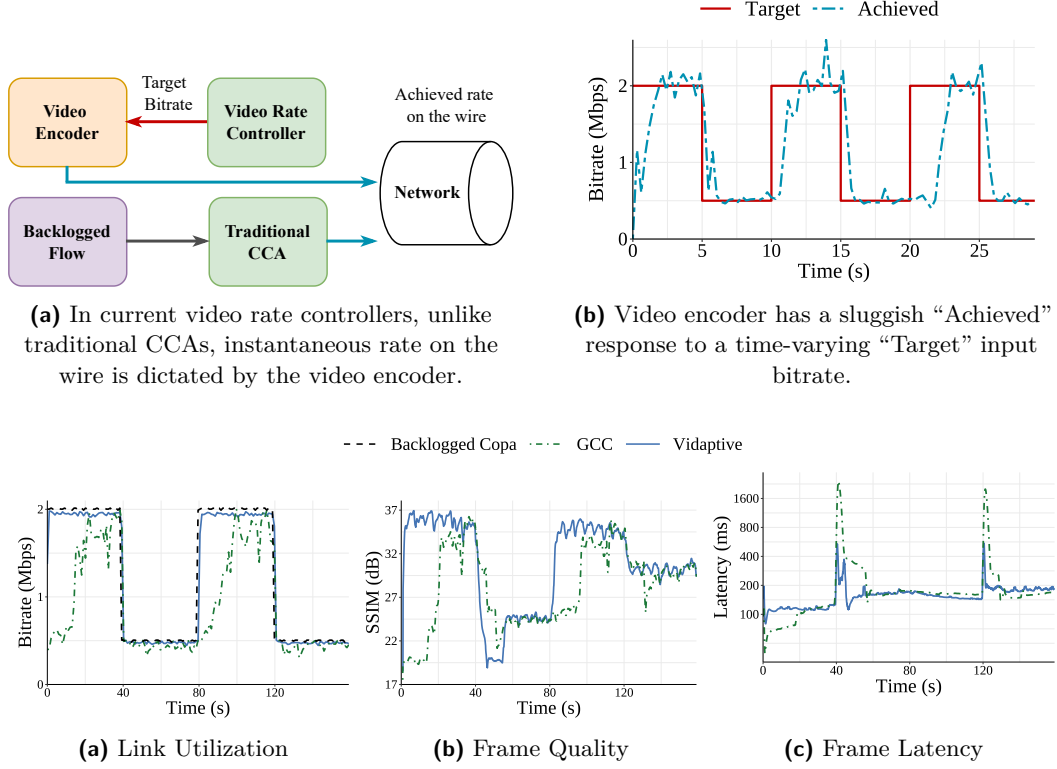 Target
Bitrate
Video
Encoder
Video Rate
Controller
Achieved rate
on the wire
Network
Backlogged
Flow
Traditional
CCA
(a) In current video rate controllers, unlike
traditional CCAs, instantaneous rate on the
wire is dictated by the video encoder.
Target Achieved
Bitrate (Mbps)
2
1
0
0 5 10 15 20 25
Time (s)
(b) Video encoder has a sluggish “Achieved”
response to a time-varying “Target” input
bitrate.
Backlogged Copa GCC Vidaptive
Bitrate (Mbps)
2
1
0
0 40 80 120
Time (s)
(a) Link Utilization
SSIM (dB)
37
32
27
22
17
0 40 80 120
Time (s)
(b) Frame Quality
Latency (ms)
1600
800
400
200
100
0 40 80 120
Time (s)
(c) Frame Latency